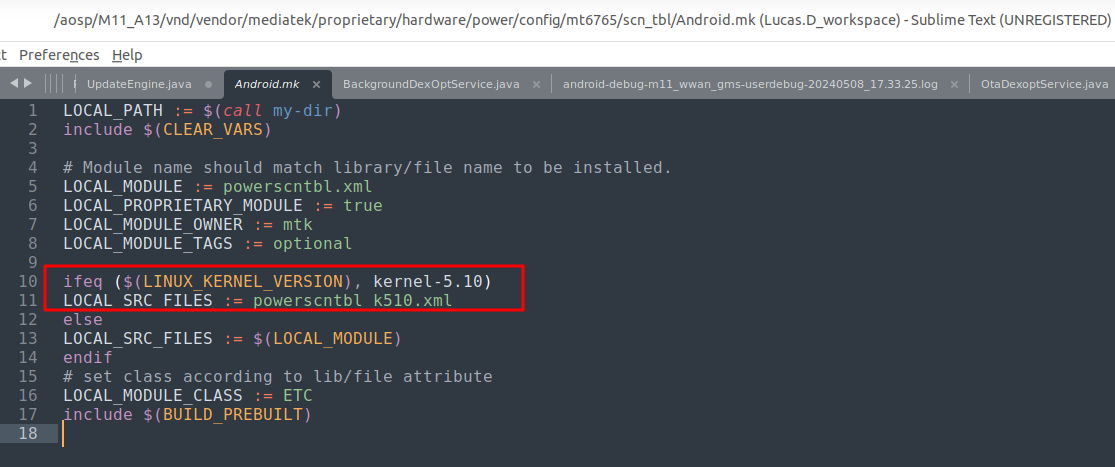 /aosp/M11_A13/vnd/vendor/mediatek/proprietary/hardware/power/config/mt6765/scn_tbl/Android.mk (Lucas.D_workspace) - Sublime Text (UNREGISTERED)
t Preferences Help
UpdateEngine.java Android.mk BackgroundDexOptService.java android-debug-m11_wwan_gms-userdebug-20240508_17.33.25.log OtaDexoptService.java
1 LOCAL_PATH := $(call my-dir)
2 include $(CLEAR_VARS)
3
4 # Module name should match library/file name to be installed.
5 LOCAL_MODULE := powerscntbl.xml
6 LOCAL_PROPRIETARY_MODULE := true
7 LOCAL_MODULE_OWNER := mtk
8 LOCAL_MODULE_TAGS := optional
9
10 ifeq ($(LINUX_KERNEL_VERSION), kernel-5.10)
11 LOCAL_SRC_FILES := powerscntbl_k510.xml
12 else
13 LOCAL_SRC_FILES := $(LOCAL_MODULE)
14 endif
15 # set class according to lib/file attribute
16 LOCAL_MODULE_CLASS := ETC
17 include $(BUILD_PREBUILT)
18